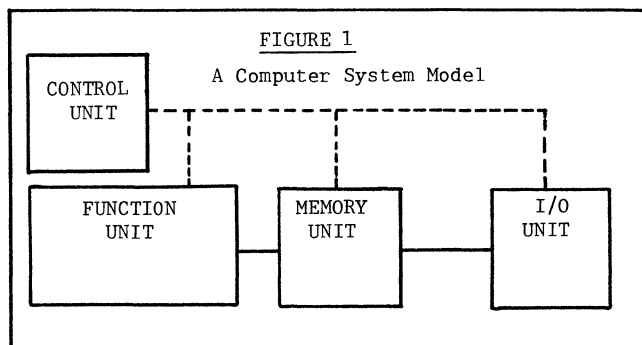 FIGURE 1
A Computer System Model
CONTROL
UNIT
FUNCTION
UNIT
MEMORY
UNIT
I/O
UNIT